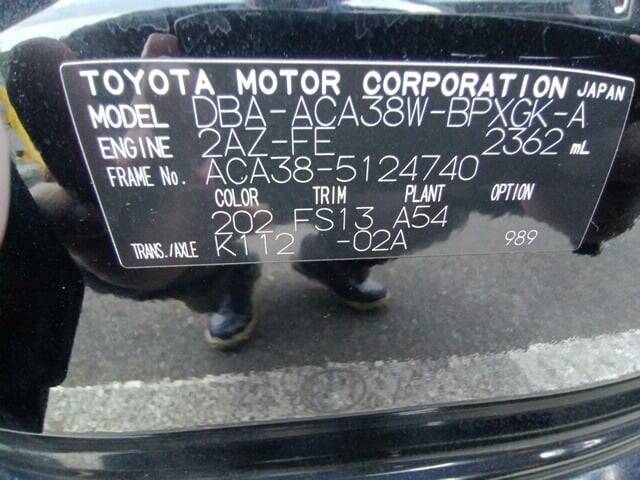 TOYOTA MOTOR CORPORATION JAPAN
MODEL DBA-ACA38W-BPXGK-A
ENGINE 2AZ-FE 2362 mL
FRAME No. ACA38-5124740
COLOR TRIM PLANT OPTION
202 FS13 A54
TRANS./AXLE K112 -02A 989